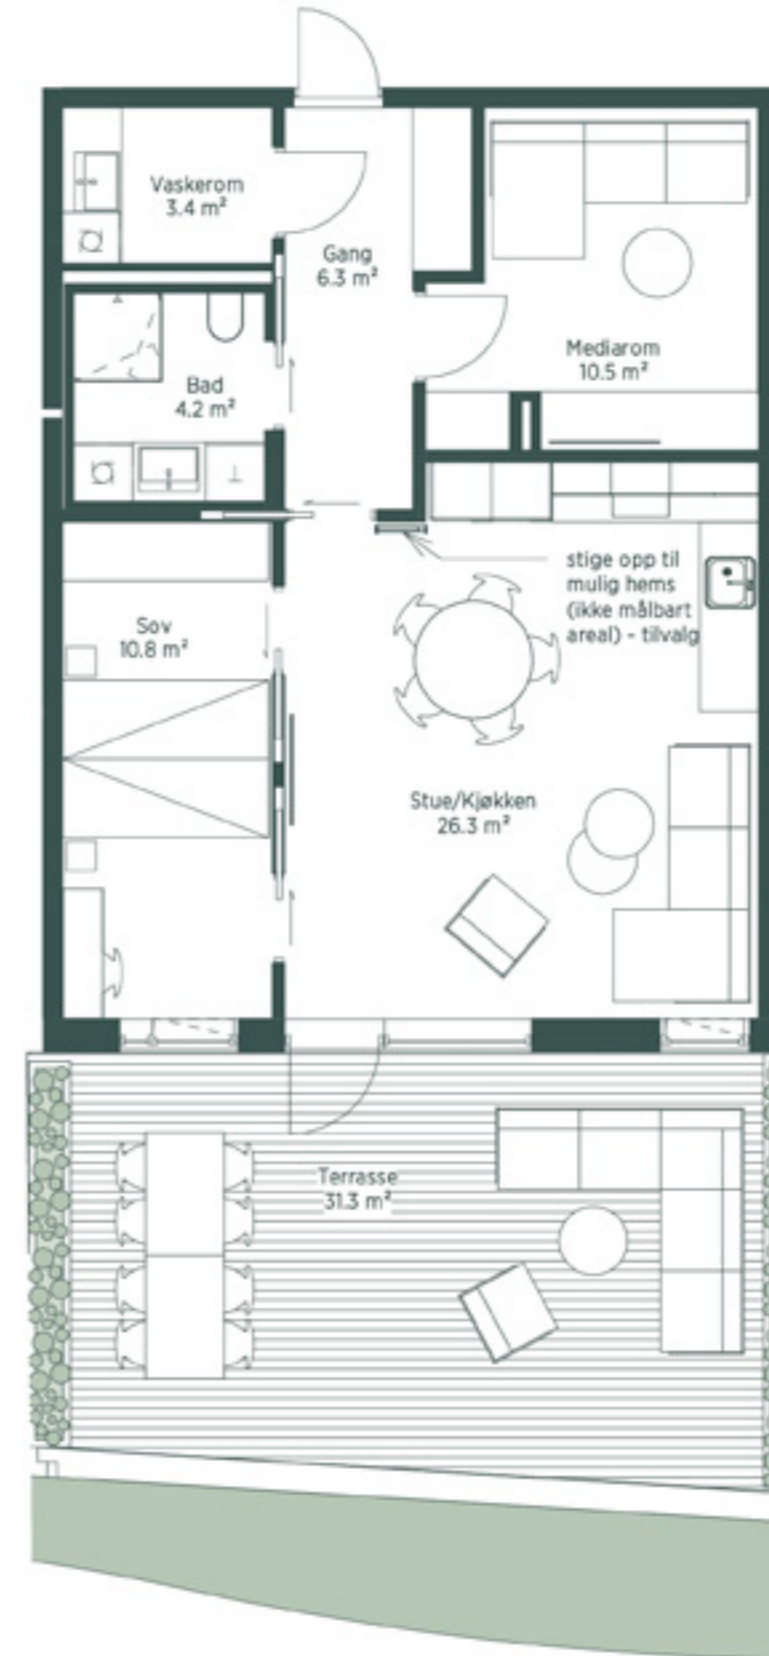 Vaskerom
3.4 m²
Gang
6.3 m²
Mediarom
10.5 m²
Bad
4.2 m²
stige opp til
mulig hems
(ikke målbart
areal) - tilvalg
Sov
10.8 m²
Stue/Kjøkken
26.3 m²
Terrasse
31.3 m²